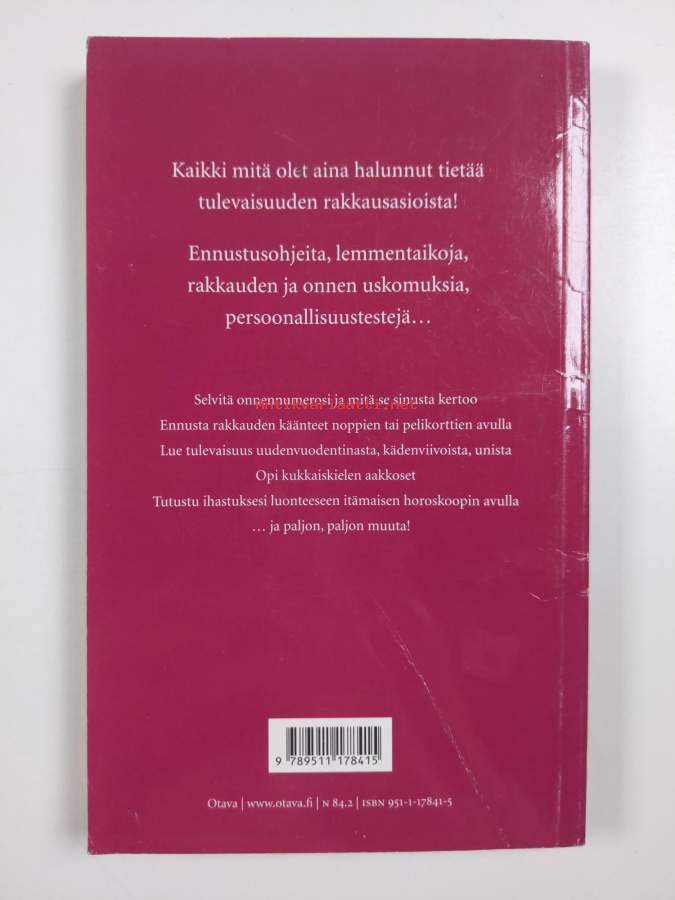 Kaikki mitä olet aina halunnut tietää
tulevaisuuden rakkausasioista!
Ennustusohjeita, lemmentaikoja,
rakkauden ja onnen uskomuksia,
persoonallisuustestejä…
Selvitä onnennumerosi ja mitä se sinusta kertoo
Antikvariaatti.net
Ennusta rakkauden käänteet noppien tai pelikorttien avulla
Lue tulevaisuus uudenvuodentinasta, kädenviivoista, unista
Opi kukkaiskielen aakkoset
Tutustu ihastuksesi luonteeseen itämaisen horoskoopin avulla
… ja paljon, paljon muuta!
9 789511 178415
Otava | www.otava.fi | N 84.2 | ISBN 951-1-17841-5